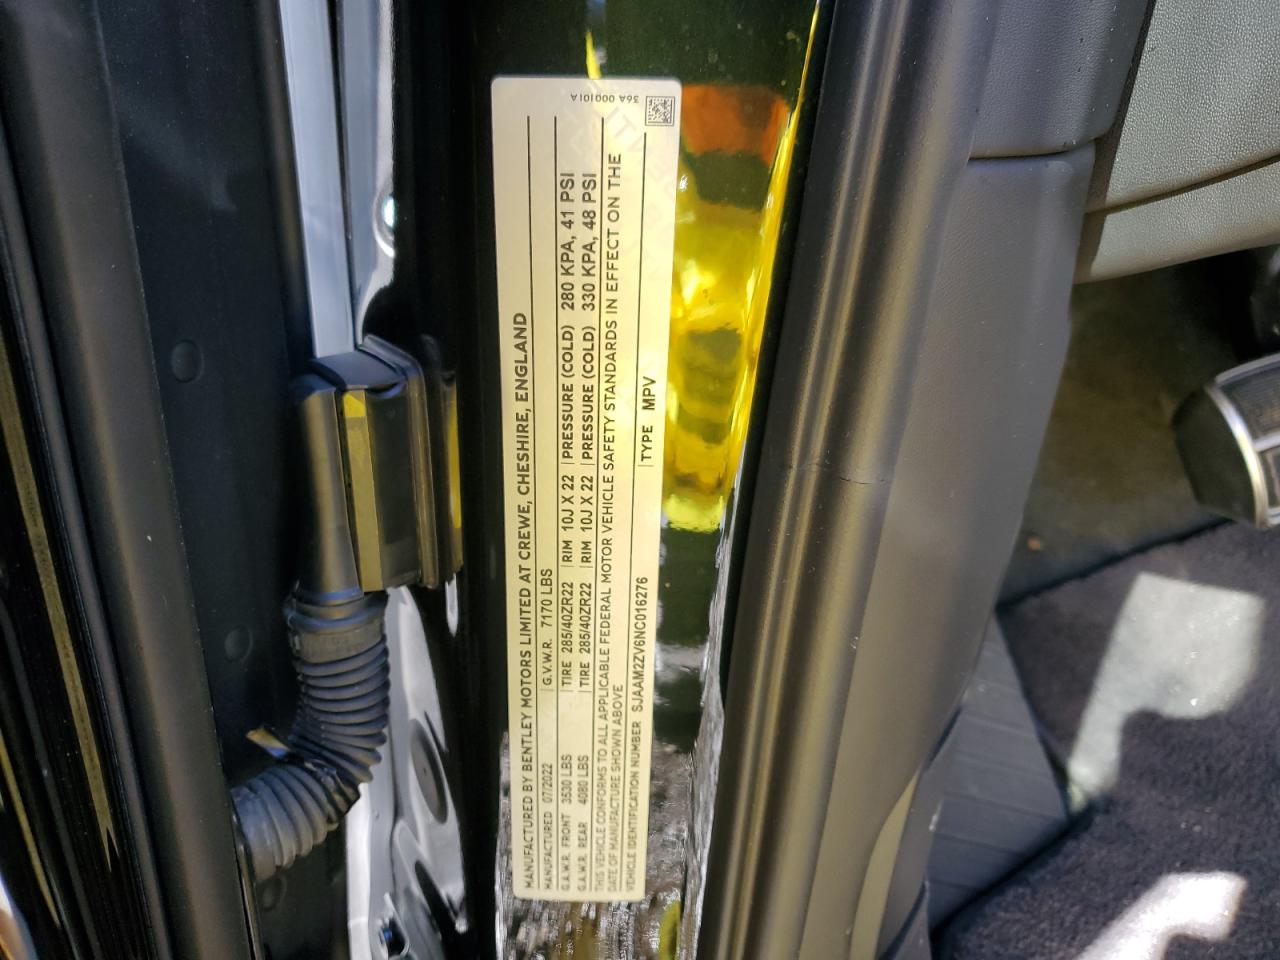 36A 000101A
MANUFACTURED BY BENTLEY MOTORS LIMITED AT CREWE, CHESHIRE, ENGLAND
MANUFACTURED 07/2022 G.V.W.R. 7170 LBS
G.A.W.R. FRONT 3530 LBS TIRE 285/40ZR22 RIM 10J X 22 PRESSURE (COLD) 280 KPA, 41 PSI
G.A.W.R. REAR 4080 LBS TIRE 285/40ZR22 RIM 10J X 22 PRESSURE (COLD) 330 KPA, 48 PSI
THIS VEHICLE CONFORMS TO ALL APPLICABLE FEDERAL MOTOR VEHICLE SAFETY STANDARDS IN EFFECT ON THE
DATE OF MANUFACTURE SHOWN ABOVE
VEHICLE IDENTIFICATION NUMBER SJAAM2ZV6NC016276 TYPE MPV